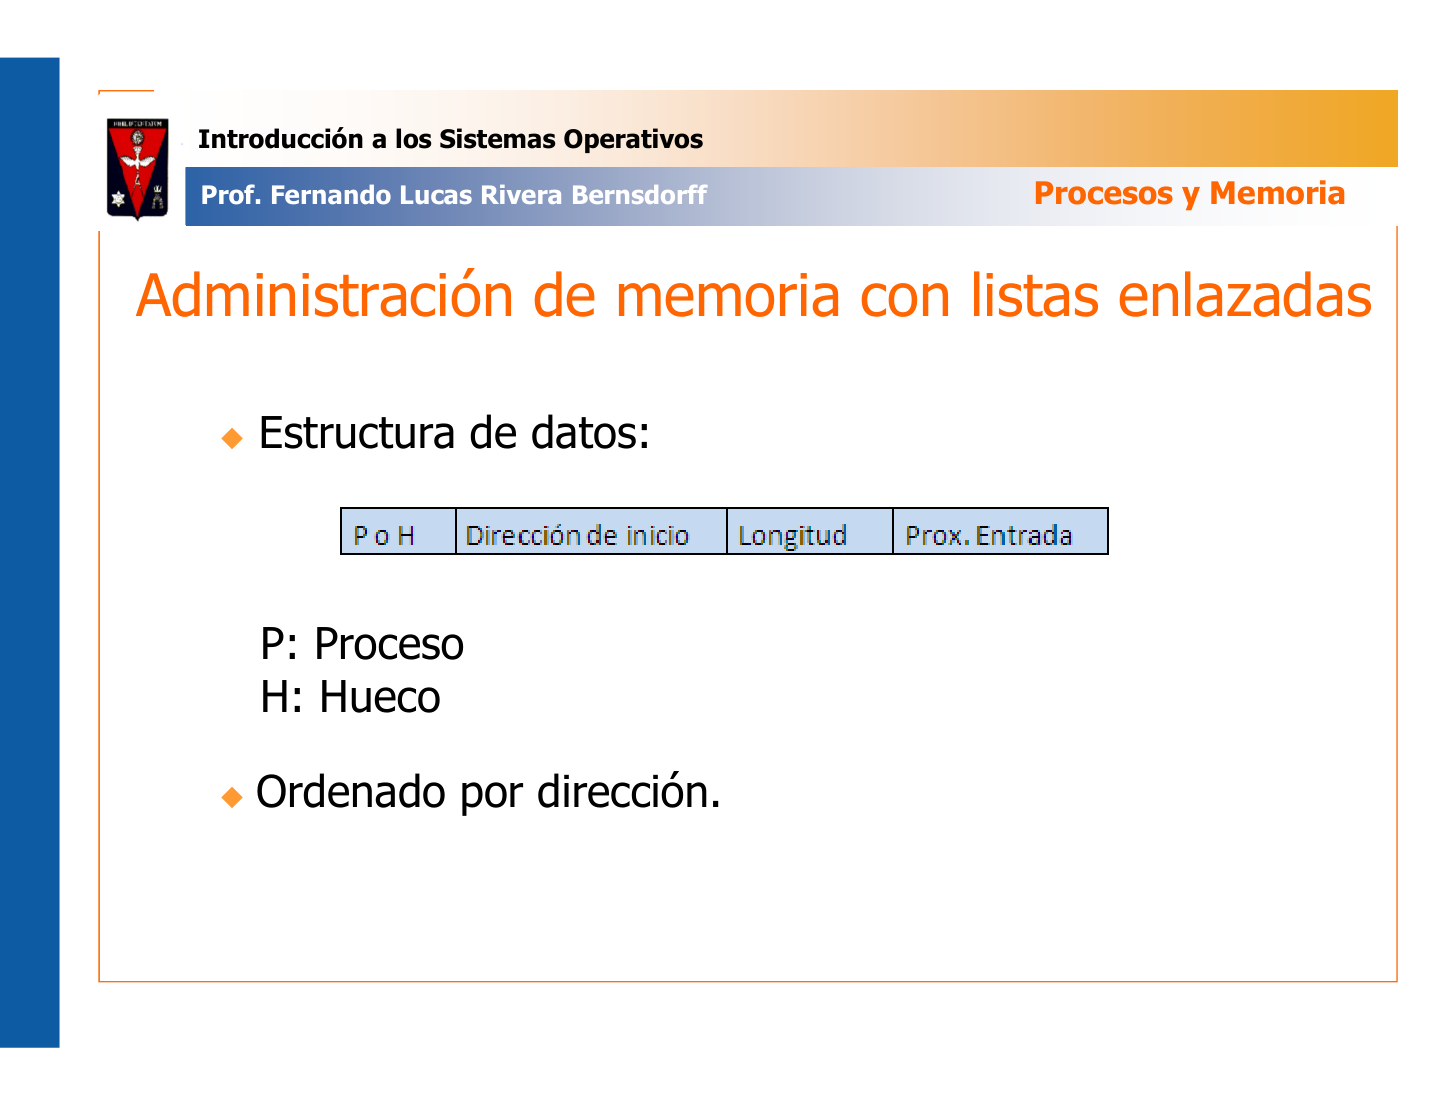 Introducción a los Sistemas Operativos
Prof. Fernando Lucas Rivera Bernsdorff
Procesos y Memoria
Administración de memoria con listas enlazadas
Estructura de datos:
P o H Dirección de inicio Longitud Prox. Entrada
P: Proceso
H: Hueco
Ordenado por dirección.